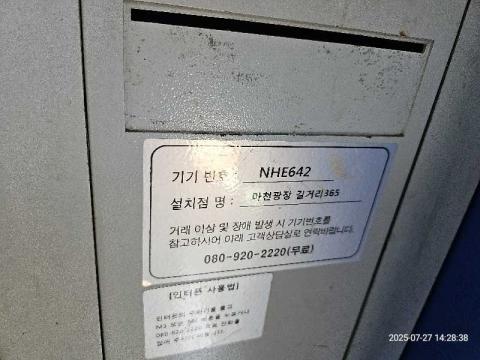 기기 번호 : NHE642
설치점 명 : 마천광장 길거리365
거래 이상 및 장애 발생 시 기기번호를
참고하시어 아래 고객상담실로 연락바랍니다.
080-920-2220(무료)
[인터폰 사용법]
2025-07-27 14:28:38